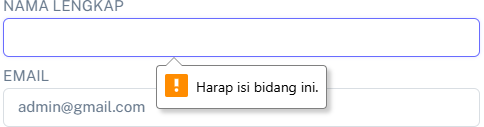 NAMA LENGKAP
EMAIL
Harap isi bidang ini.
admin@gmail.com